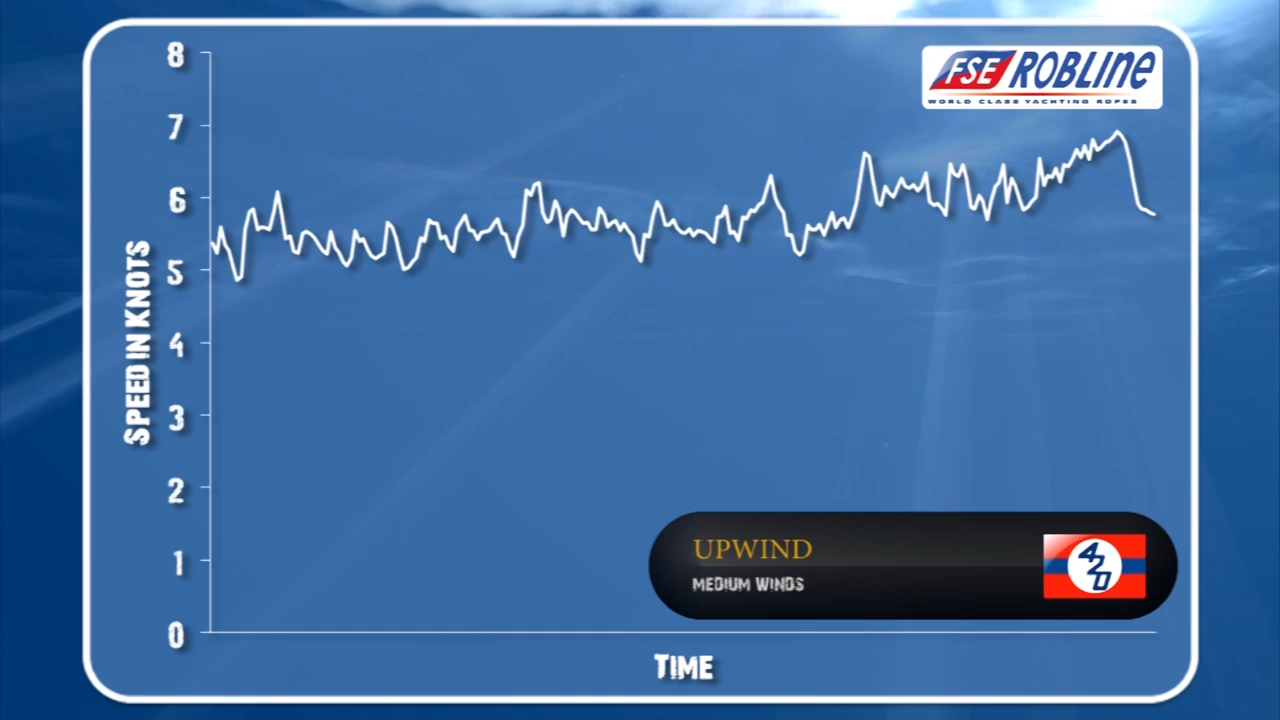 8
FSE ROBLINE
WORLD CLASS YACHTING ROPES
7
6
5
4
3
2
1
0
SPEED IN KNOTS
UPWIND
MEDIUM WINDS
420
TIME